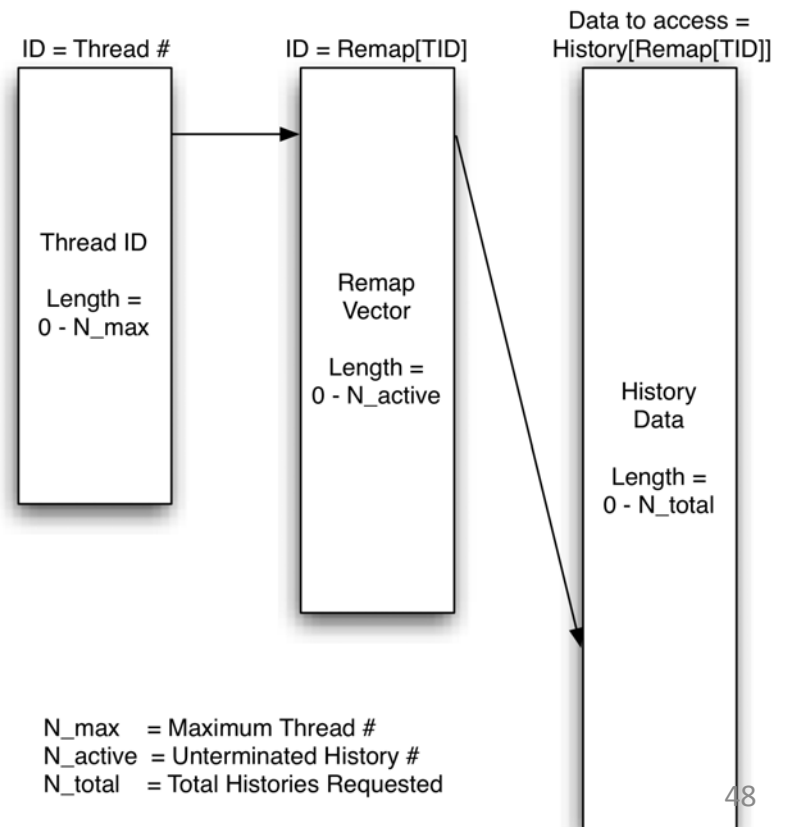 ID = Thread #
ID = Remap[TID]
Data to access =
History[Remap[TID]]
Thread ID
Length =
0 - N_max
Remap
Vector
Length =
0 - N_active
History
Data
Length =
0 - N_total
N_max = Maximum Thread #
N_active = Unterminated History #
N_total = Total Histories Requested
48